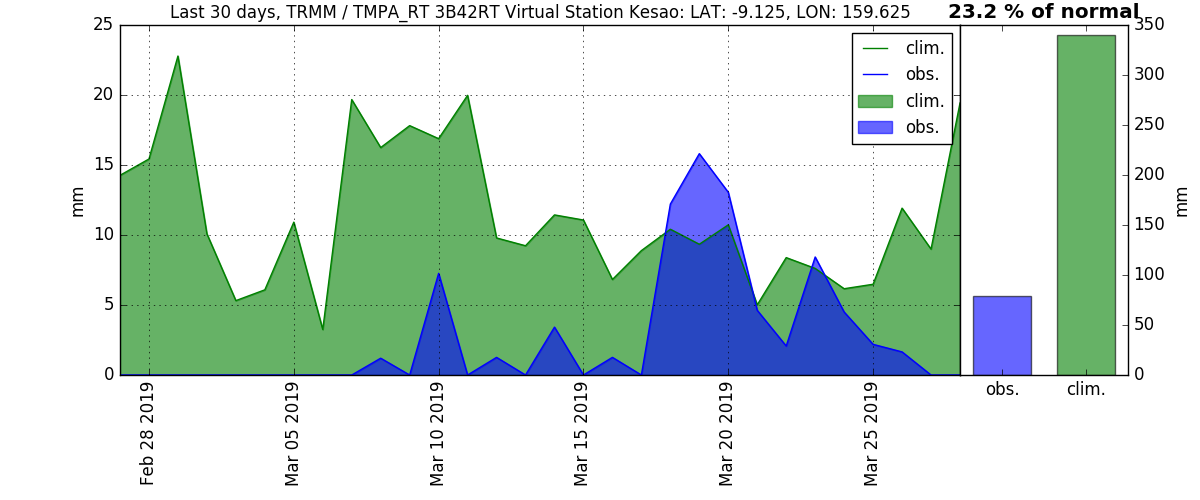 Last 30 days, TRMM / TMPA_RT 3B42RT Virtual Station Kesao: LAT: -9.125, LON: 159.625
23.2 % of normal
25
20
15
10
5
0
mm
clim.
obs.
clim.
obs.
350
300
250
200
150
100
50
0
mm
Feb 28 2019
Mar 05 2019
Mar 10 2019
Mar 15 2019
Mar 20 2019
Mar 25 2019
obs.
clim.